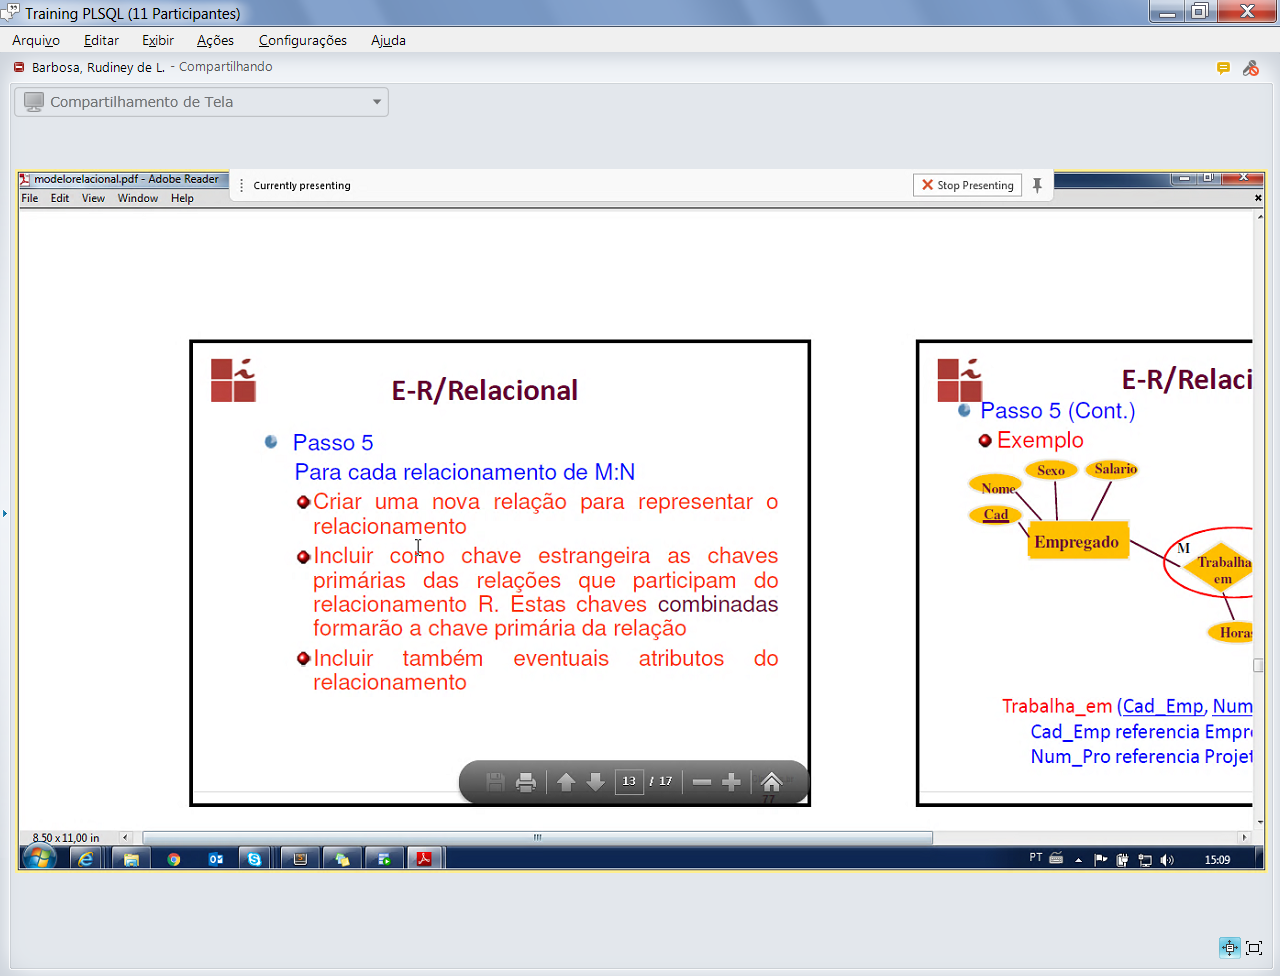 Training PLSQL (11 Participantes)
Arquivo Editar Exibir Ações Configurações Ajuda
Barbosa, Rudiney de L. - Compartilhando
Compartilhamento de Tela
modelorelacional.pdf - Adobe Reader
Currently presenting
Stop Presenting
File Edit View Window Help
E-R/Relacional
Passo 5
Para cada relacionamento de M:N
Criar uma nova relação para representar o
relacionamento
Incluir como chave estrangeira as chaves
primárias das relações que participam do
relacionamento R. Estas chaves combinadas
formarão a chave primária da relação
Incluir também eventuais atributos do
relacionamento
13 / 17
77
E-R/Relaci
Passo 5 (Cont.)
Exemplo
Sexo
Salario
Nome
Cad
Empregado
M
Trabalha
em
Horas
Trabalha_em (Cad_Emp, Num
Cad_Emp referencia Empre
Num_Pro referencia Projet
8,50 x 11,00 in
PT
15:09